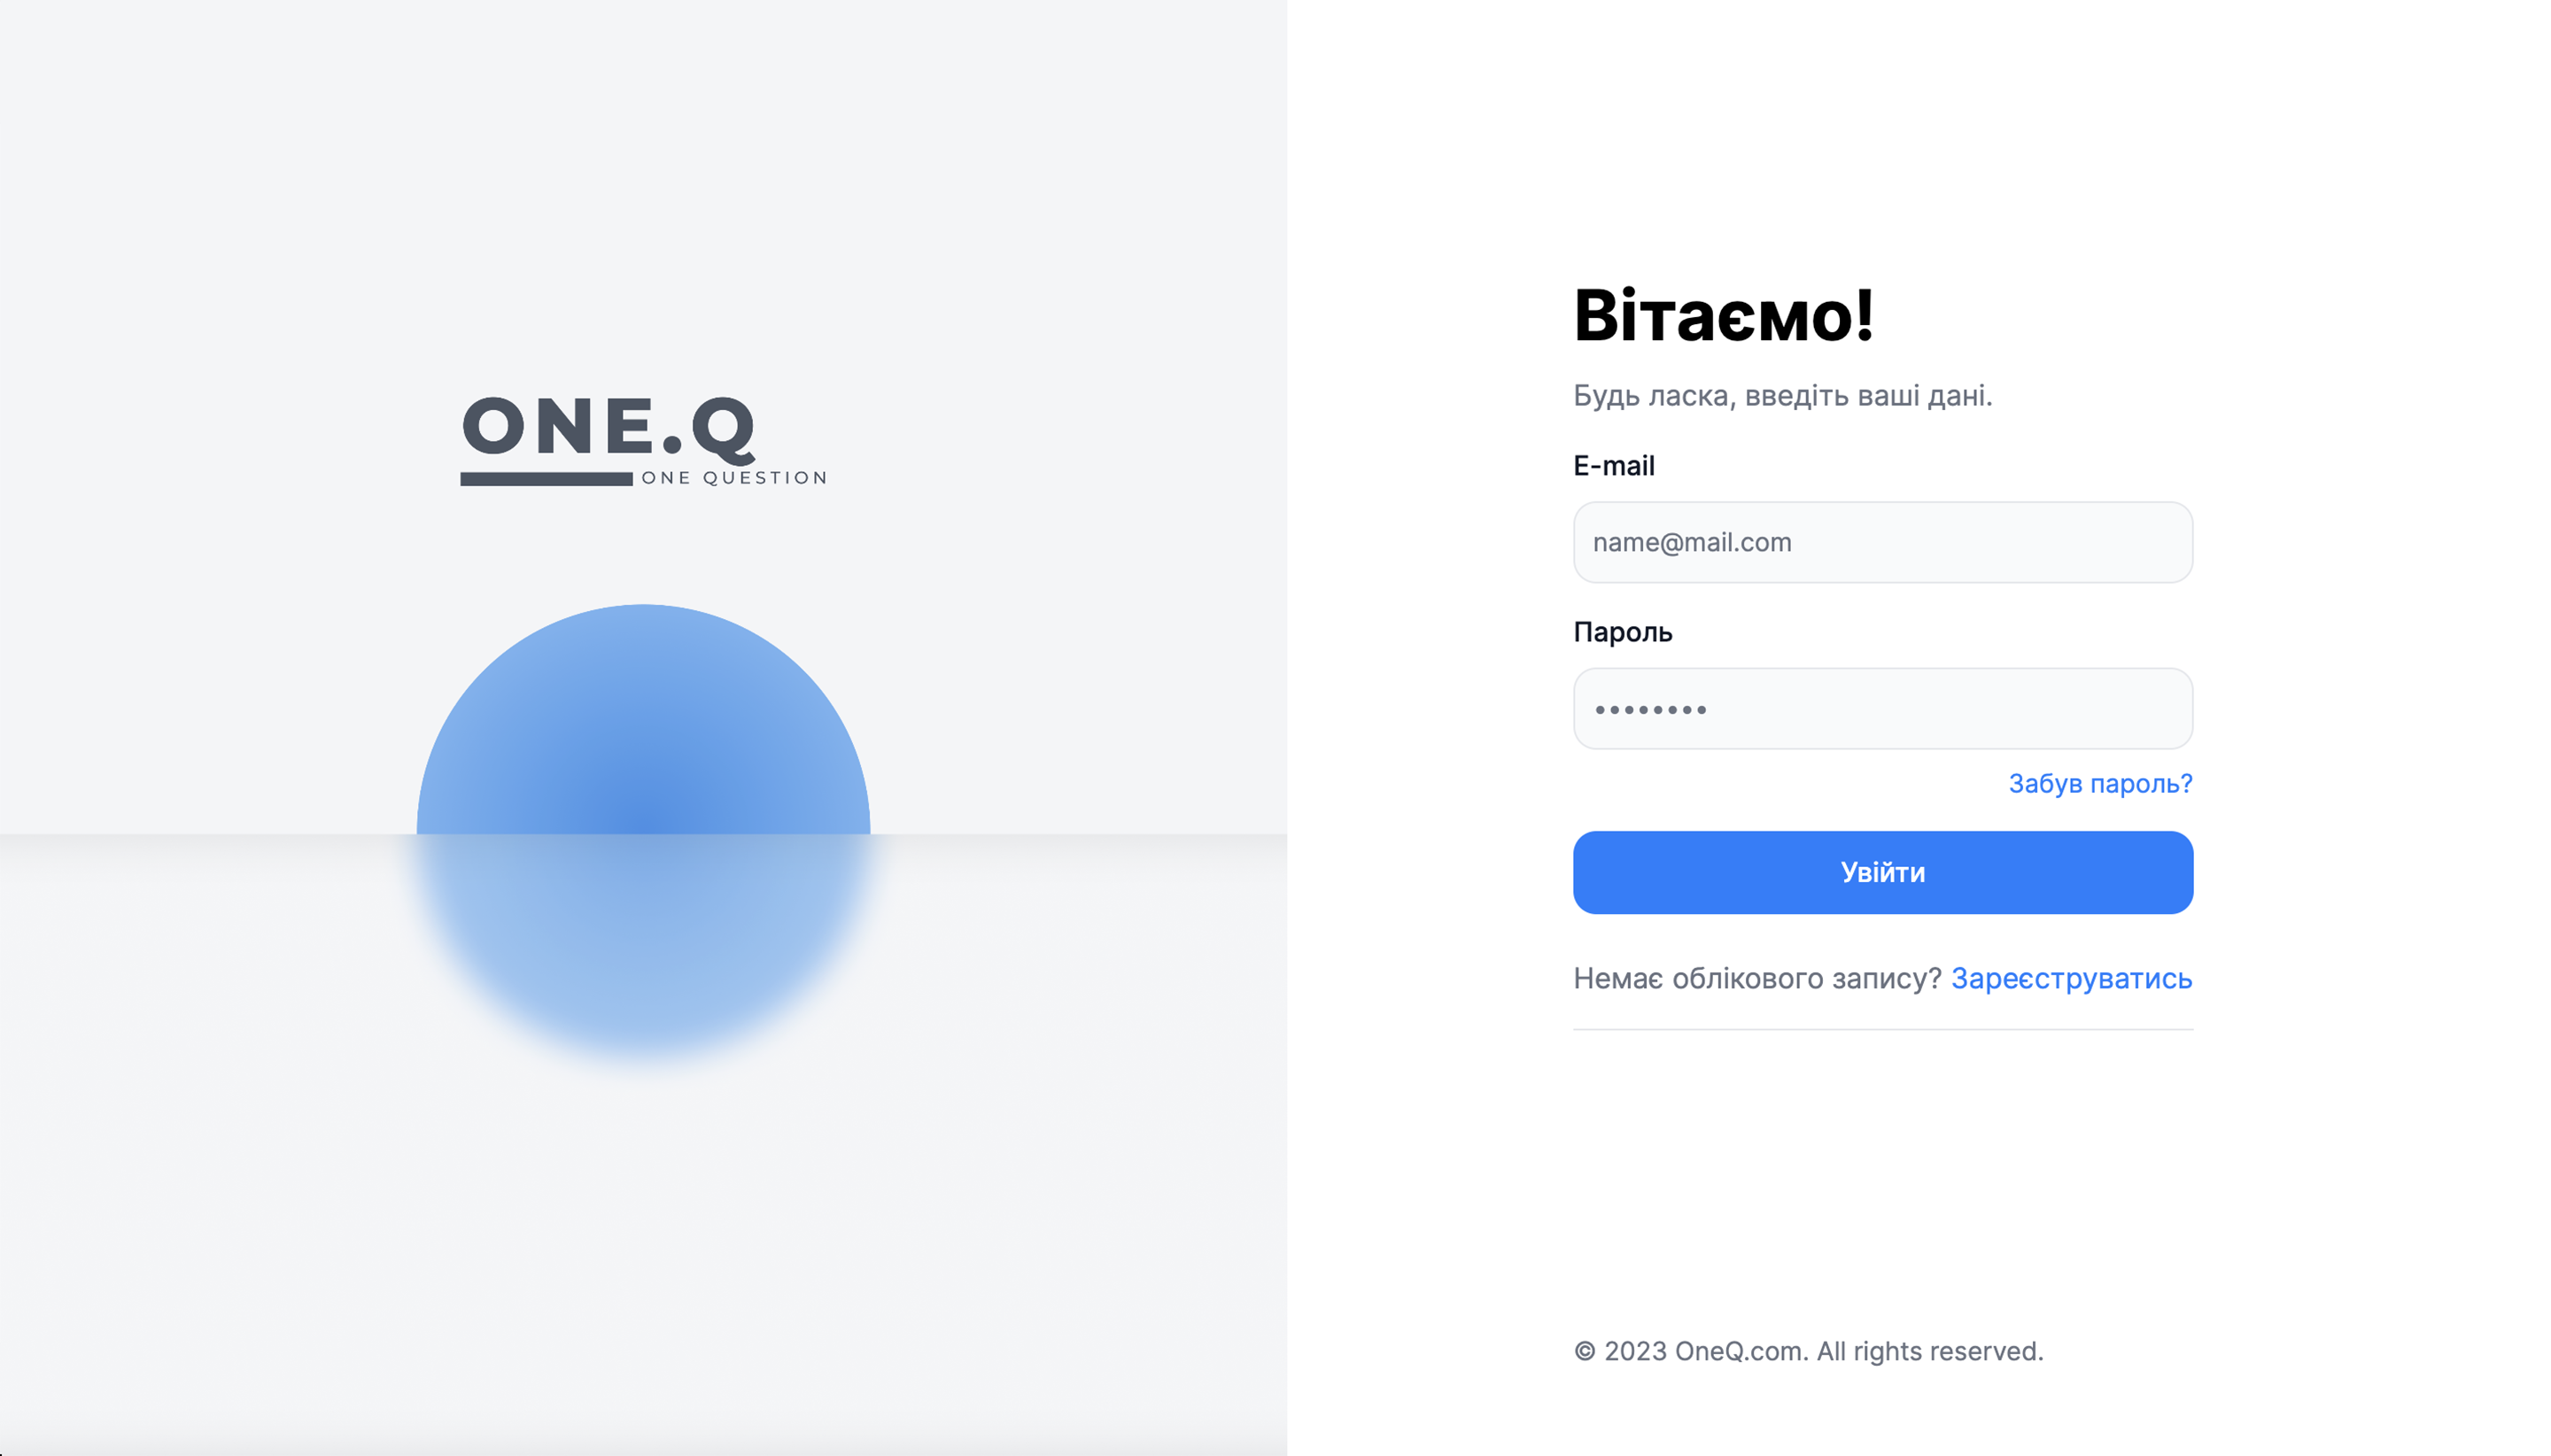 ONE.Q
ONE QUESTION
Вітаємо!
Будь ласка, введіть ваші дані.
E-mail
name@mail.com
Пароль
••••••••
Забув пароль?
Увійти
Немає облікового запису? Зареєструватись
© 2023 OneQ.com. All rights reserved.